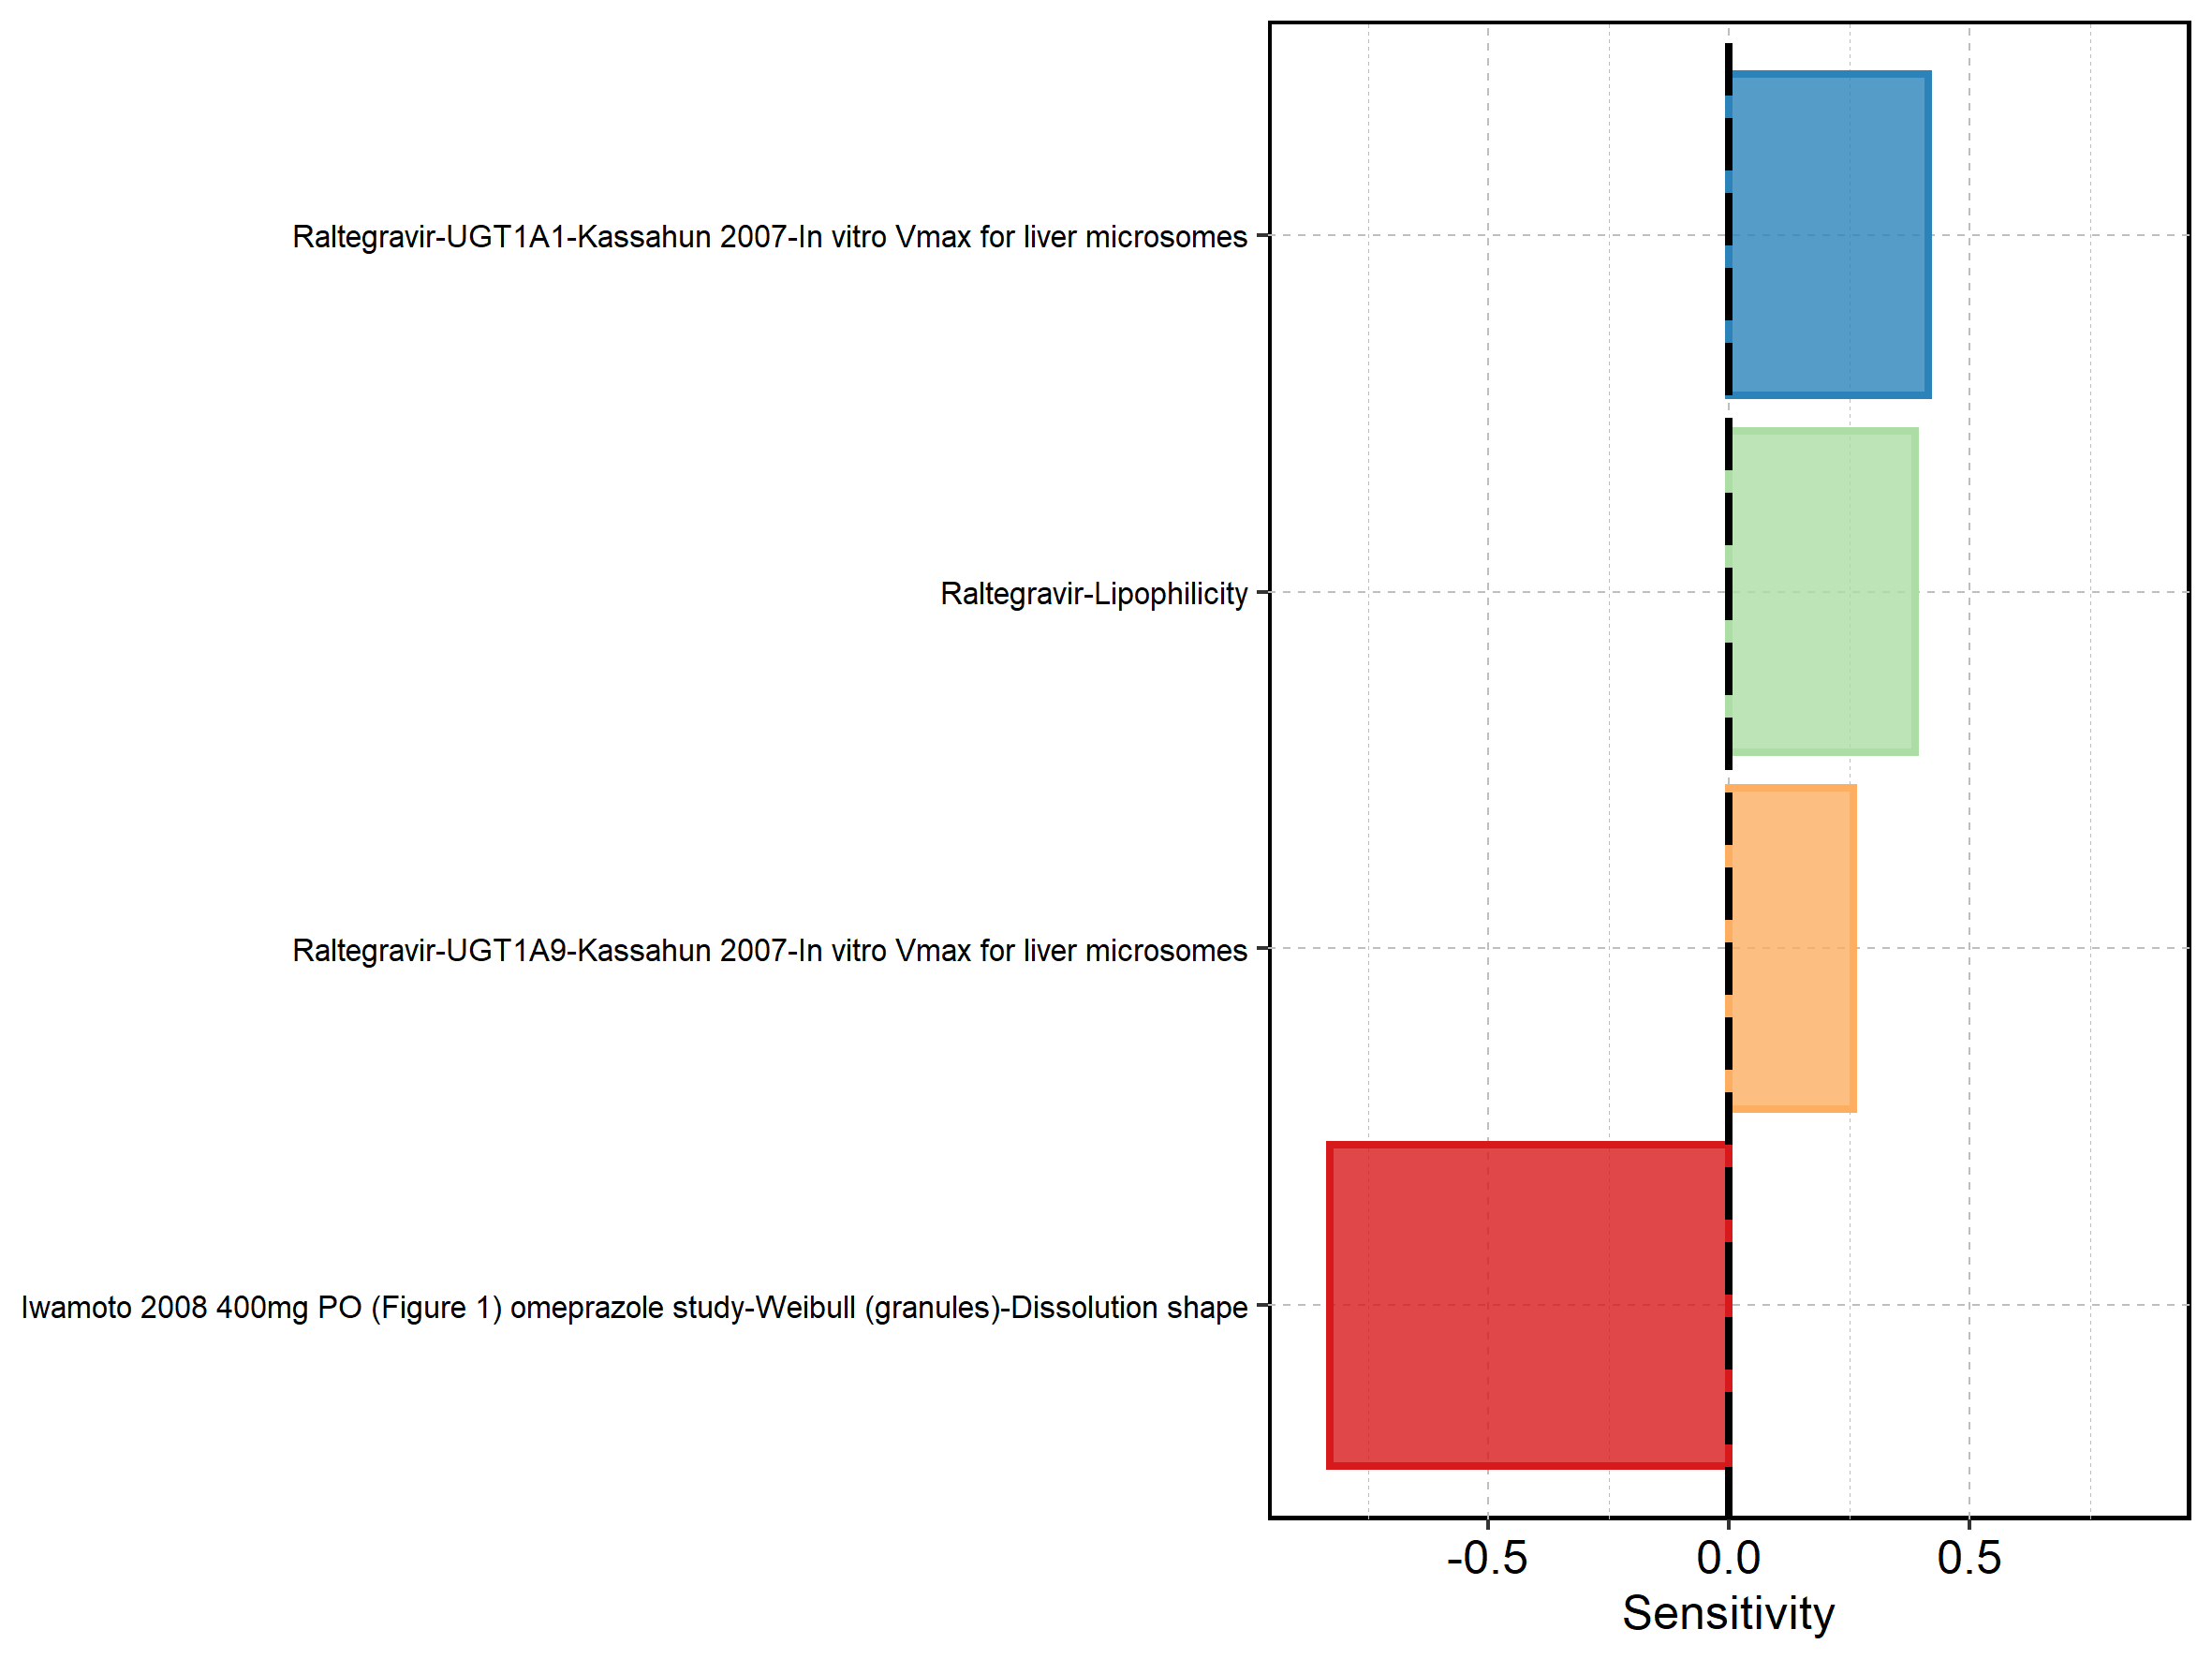 Raltegravir-UGT1A1-Kassahun 2007-In vitro Vmax for liver microsomes
Raltegravir-Lipophilicity
Raltegravir-UGT1A9-Kassahun 2007-In vitro Vmax for liver microsomes
Iwamoto 2008 400mg PO (Figure 1) omeprazole study-Weibull (granules)-Dissolution shape
-0.5 0.0 0.5
Sensitivity